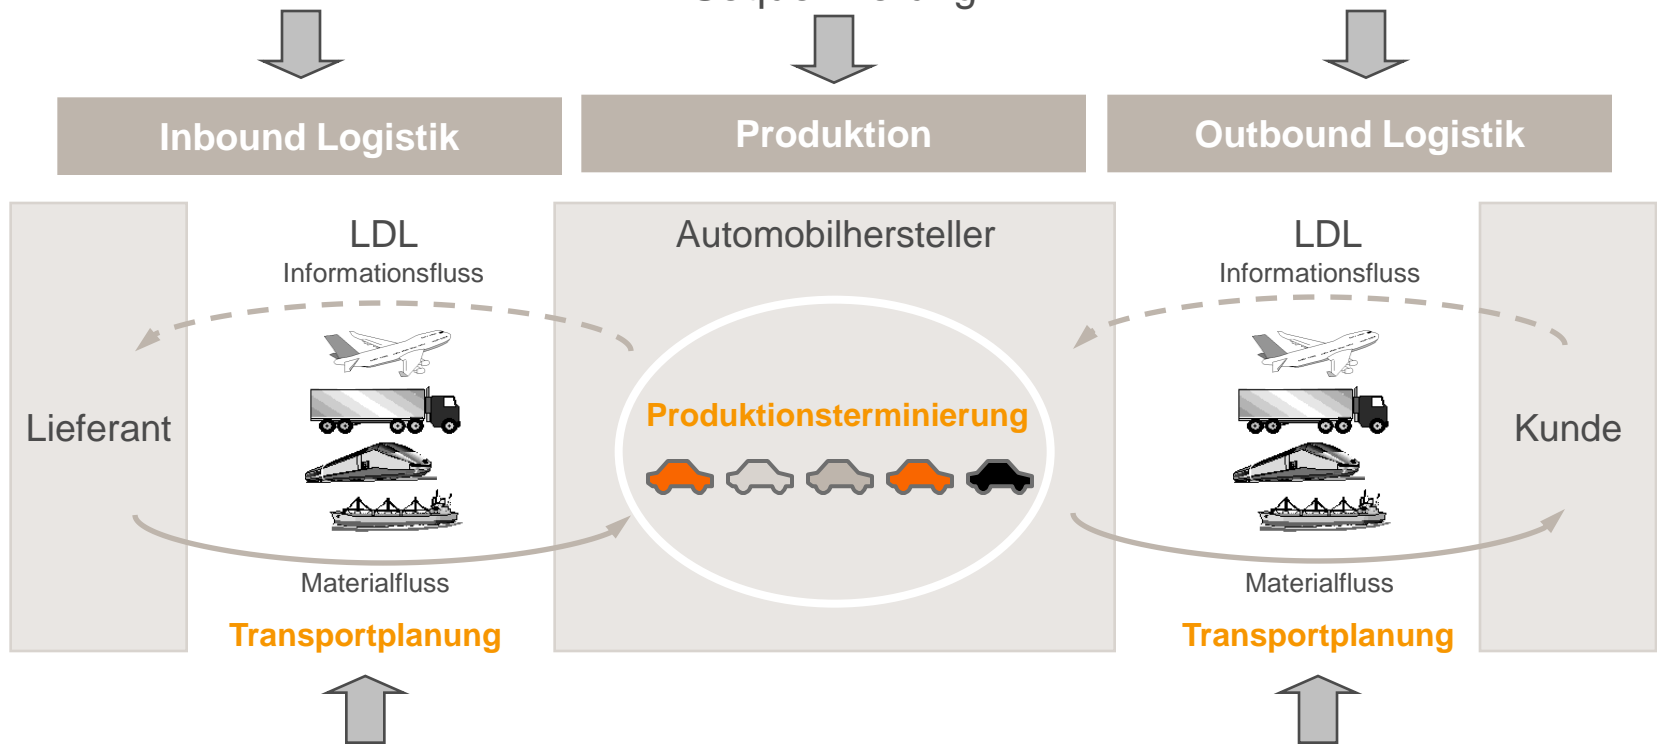 Inbound Logistik
Produktion
Outbound Logistik
LDL
Informationsfluss
Automobilhersteller
LDL
Informationsfluss
Lieferant
Produktionsterminierung
Kunde
Materialfluss
Transportplanung
Materialfluss
Transportplanung